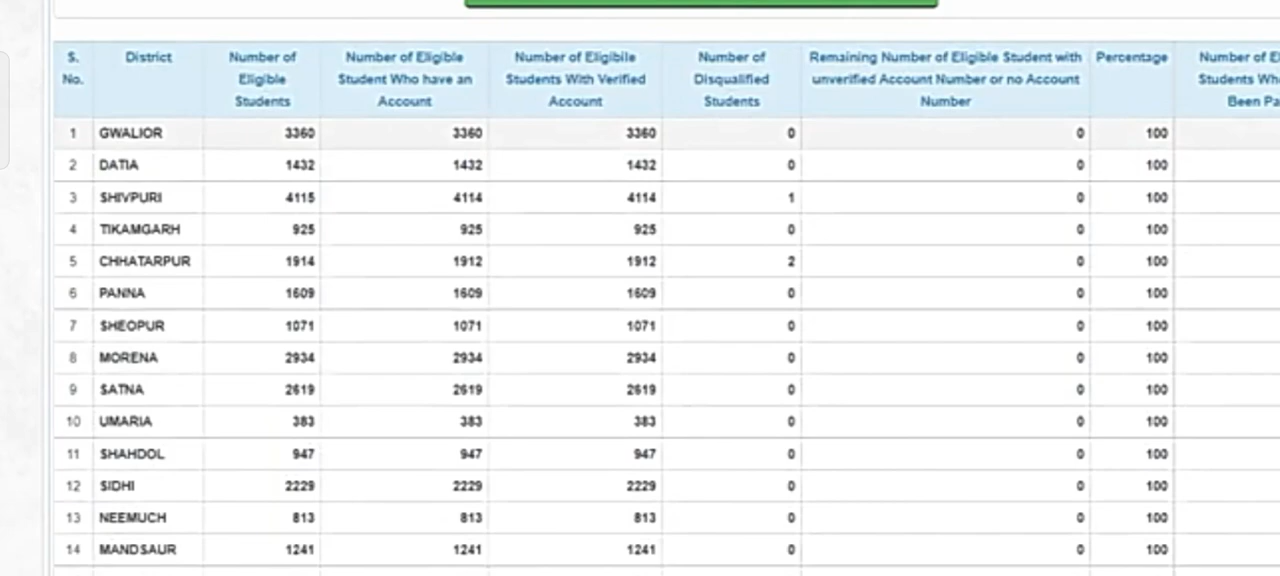 S. No. District Number of Eligible Students Number of Eligible Student Who have an Account Number of Eligibile Students With Verified Account Number of Disqualified Students Remaining Number of Eligible Student with unverified Account Number or no Account Number Percentage
1 GWALIOR 3360 3360 3360 0 0 100
2 DATIA 1432 1432 1432 0 0 100
3 SHIVPURI 4115 4114 4114 1 0 100
4 TIKAMGARH 925 925 925 0 0 100
5 CHHATARPUR 1914 1912 1912 2 0 100
6 PANNA 1609 1609 1609 0 0 100
7 SHEOPUR 1071 1071 1071 0 0 100
8 MORENA 2934 2934 2934 0 0 100
9 SATNA 2619 2619 2619 0 0 100
10 UMARIA 383 383 383 0 0 100
11 SHAHDOL 947 947 947 0 0 100
12 SIDHI 2229 2229 2229 0 0 100
13 NEEMUCH 813 813 813 0 0 100
14 MANDSAUR 1241 1241 1241 0 0 100